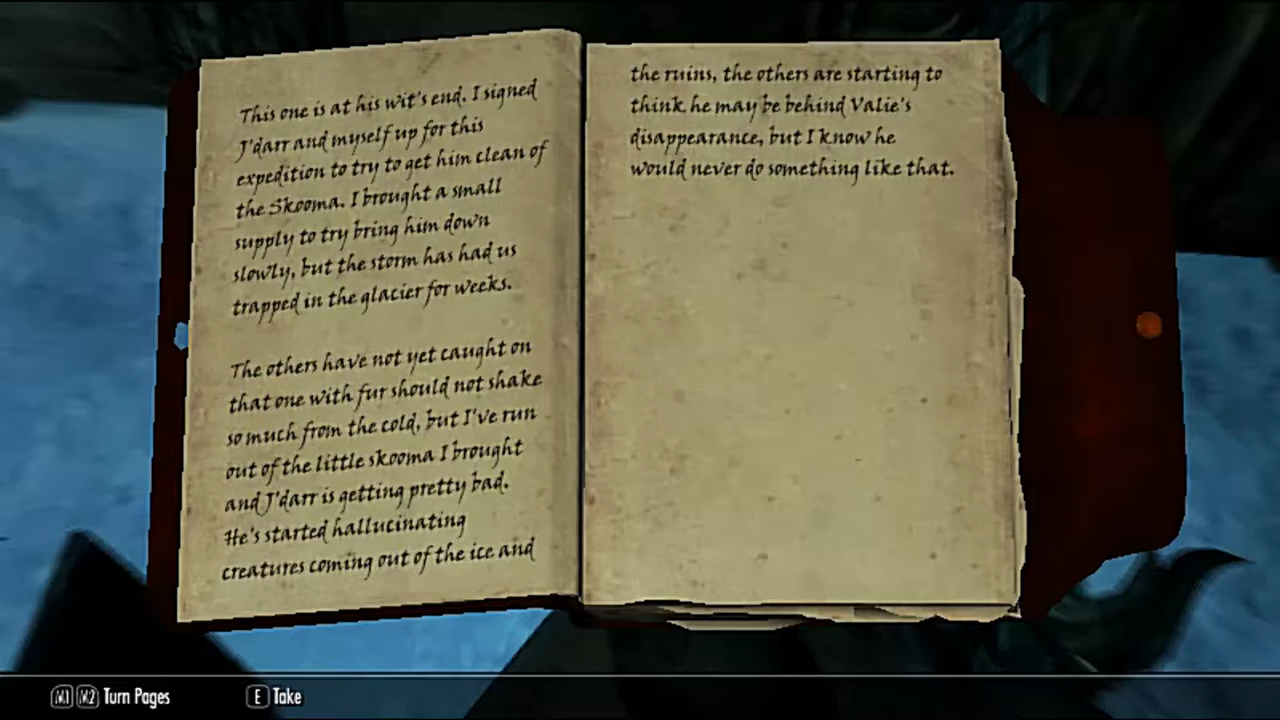 This one is at his wit's end. I signed
J'darr and myself up for this
expedition to try to get him clean of
the Skooma. I brought a small
supply to try bring him down
slowly, but the storm has had us
trapped in the glacier for weeks.
The others have not yet caught on
that one with fur should not shake
so much from the cold, but I've run
out of the little skooma I brought
and J'darr is getting pretty bad.
He's started hallucinating
creatures coming out of the ice and
the ruins, the others are starting to
think he may be behind Valie's
disappearance, but I know he
would never do something like that.
M1 M2 Turn Pages
E Take